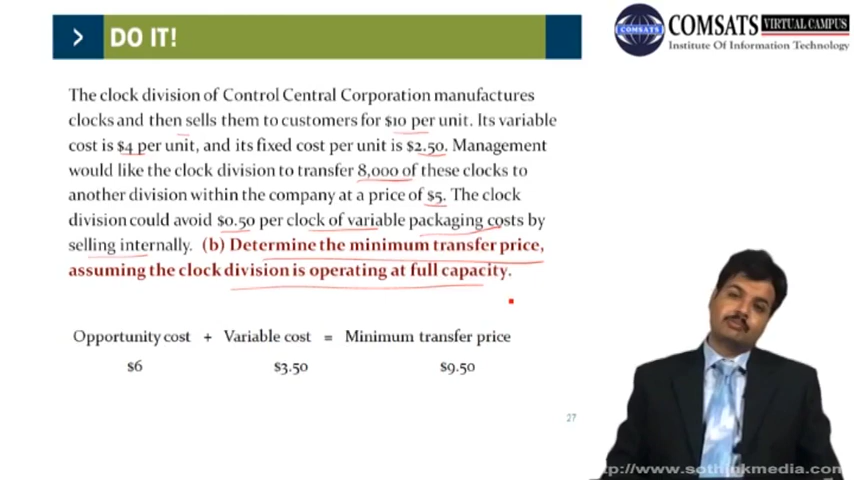 DO IT!
COMSATS VIRTUAL CAMPUS
COMSATS
Institute Of Information Technology
The clock division of Control Central Corporation manufactures
clocks and then sells them to customers for $10 per unit. Its variable
cost is $4 per unit, and its fixed cost per unit is $2.50. Management
would like the clock division to transfer 8,000 of these clocks to
another division within the company at a price of $5. The clock
division could avoid $0.50 per clock of variable packaging costs by
selling internally. (b) Determine the minimum transfer price,
assuming the clock division is operating at full capacity.
Opportunity cost + Variable cost = Minimum transfer price
$6 $3.50 $9.50
27
tp://www.sothinkmedia.com